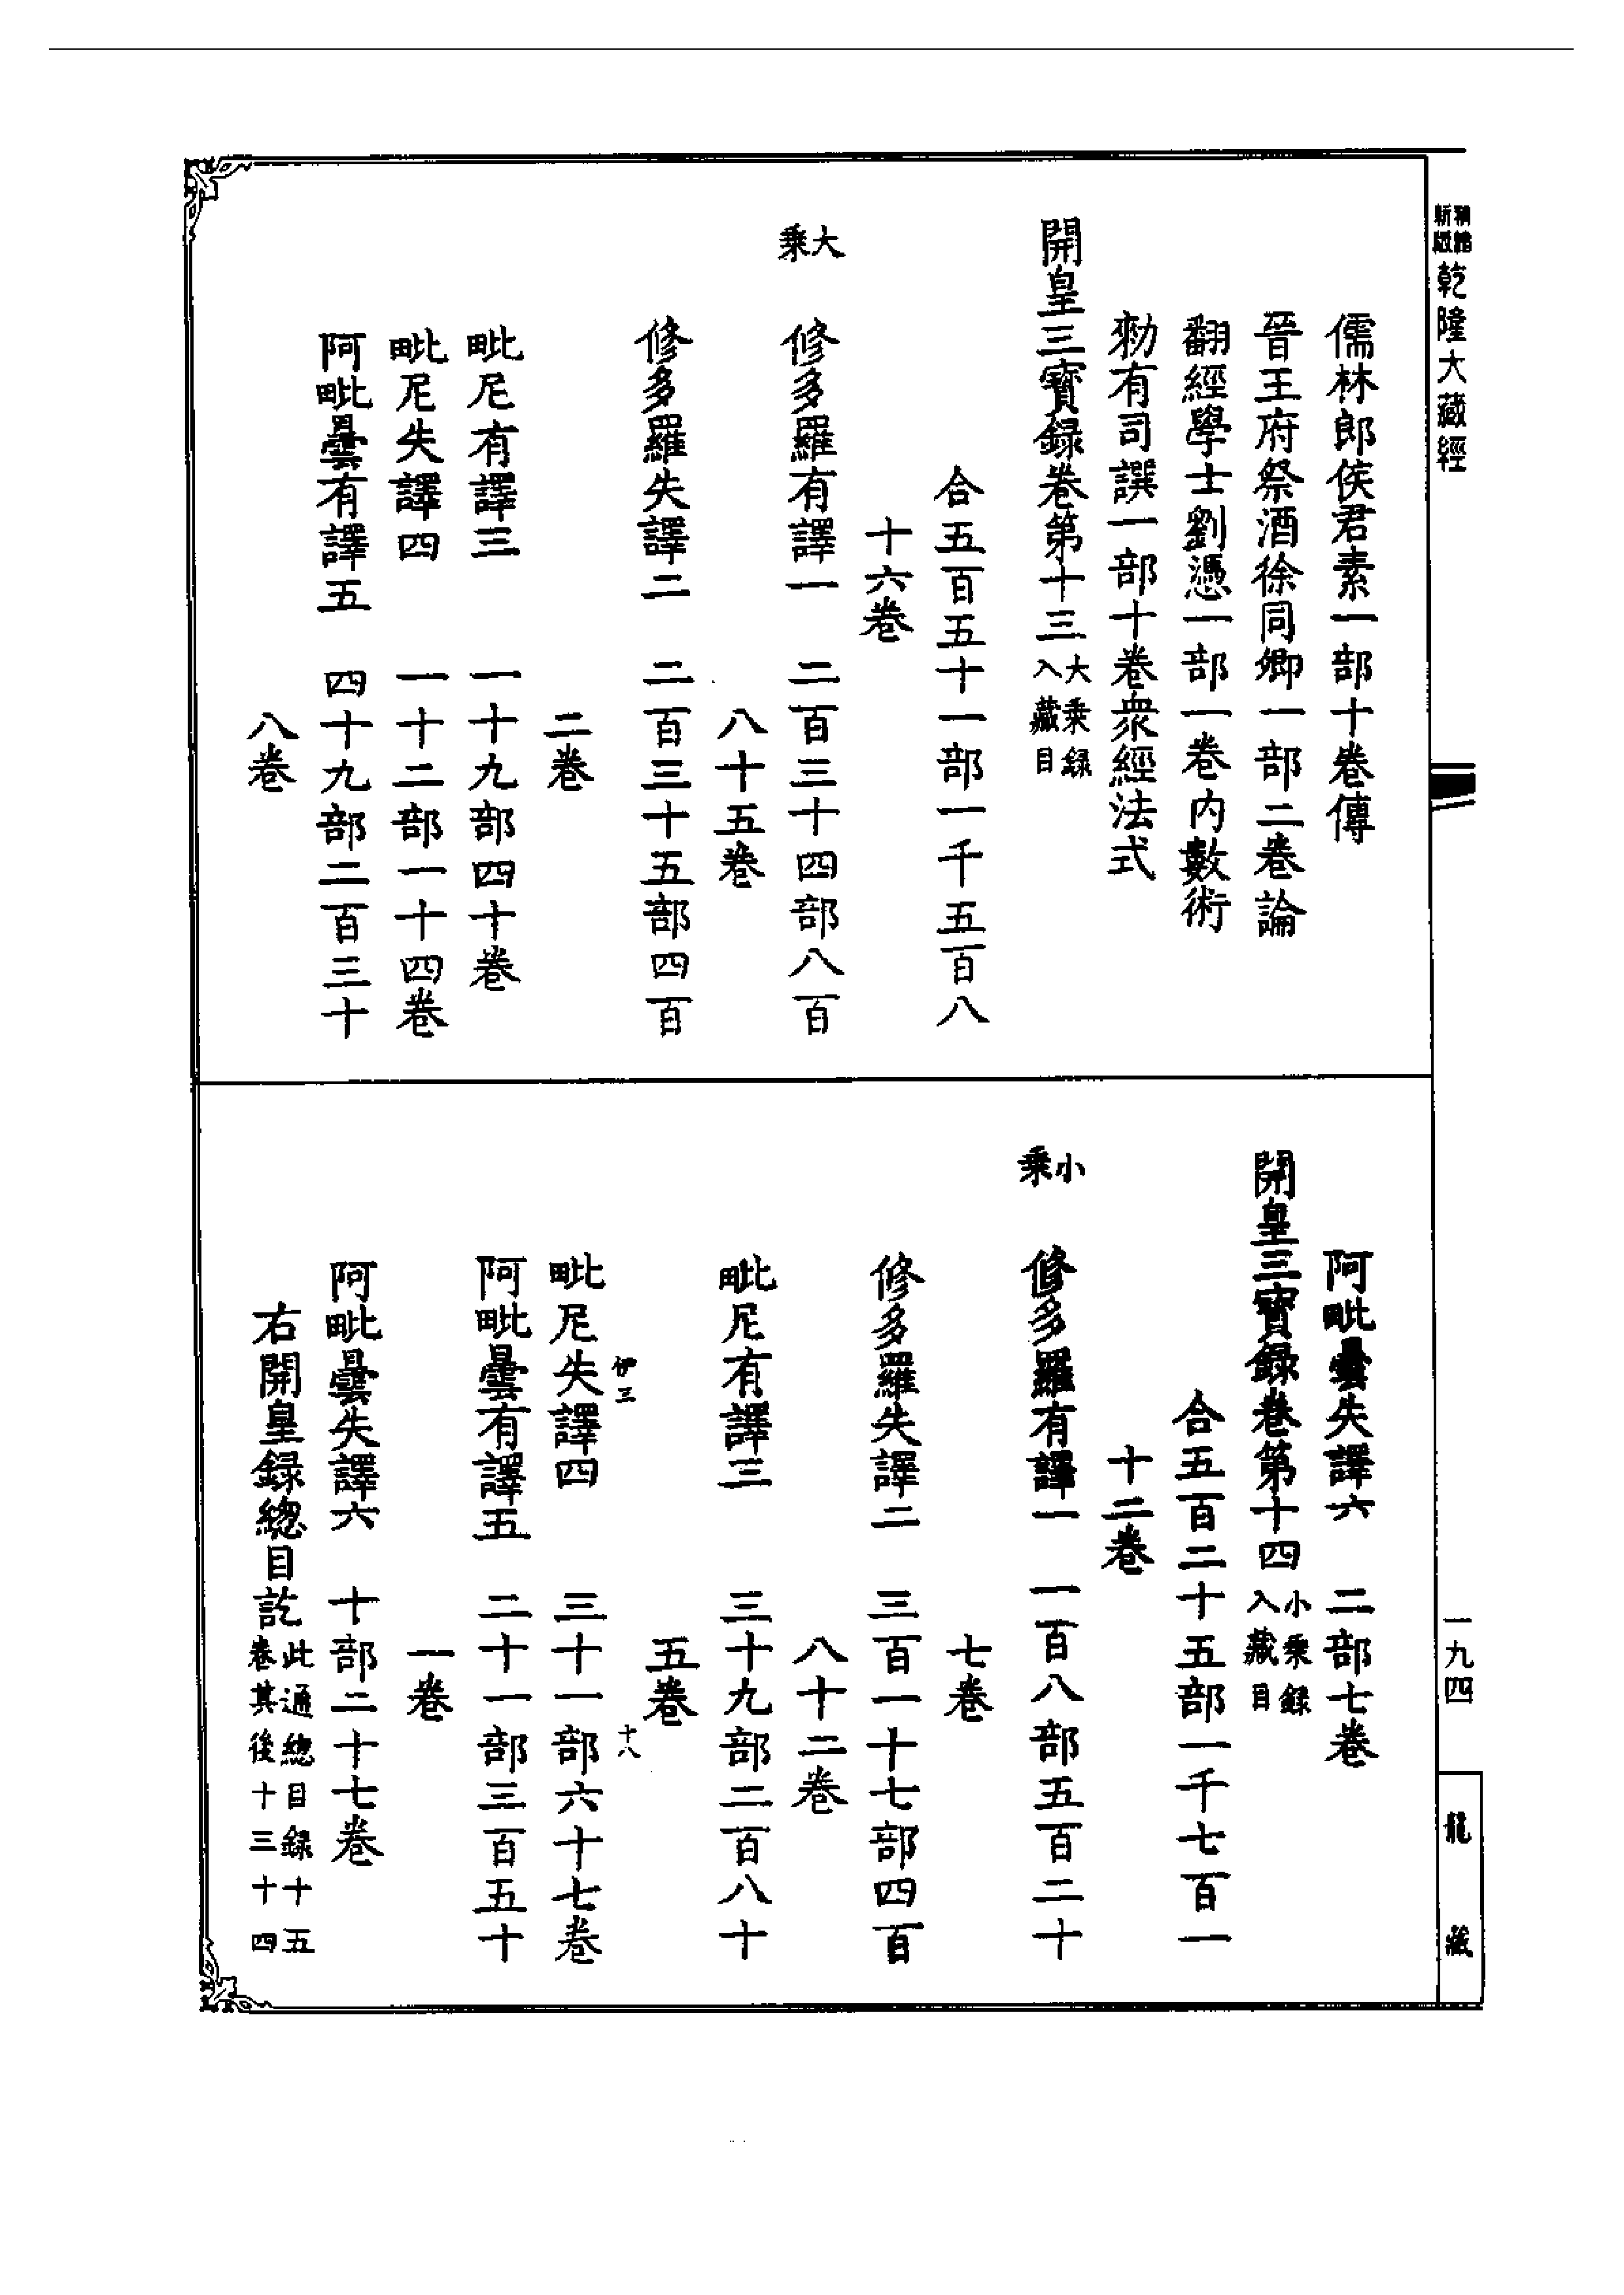 精緻
新版
乾隆大藏經
儒林郎侯君素一部十卷傳
晉王府祭酒徐同卿一部二卷論
翻經學士劉憑一部一卷內數術
勑有司譔一部十卷衆經法式
開皇三寶録卷第十三大乗録入藏目
合五百五十一部一千五百八
十六卷
大乗
修多羅有譯一　二百三十四部八百
八十五卷
修多羅失譯二　二百三十五部四百
二卷
毗尼有譯三　一十九部四十卷
毗尼失譯四　一十二部一十四卷
阿毗曇有譯五　四十九部二百三十
八卷
阿毗曇失譯六　二部七卷
開皇三寶録卷第十四小乗録入藏目
合五百二十五部一千七百一
十二卷
小乗
修多羅有譯一　一百八部五百二十
七卷
修多羅失譯二　三百一十七部四百
八十二卷
毗尼有譯三　三十九部二百八十
五卷
伊三　十八
毗尼失譯四　三十一部六十七卷
阿毗曇有譯五　二十一部三百五十
一卷
阿毗曇失譯六　十部二十七卷
右開皇録總目訖此通總目録十五卷其後十三十四
一九四
龍藏